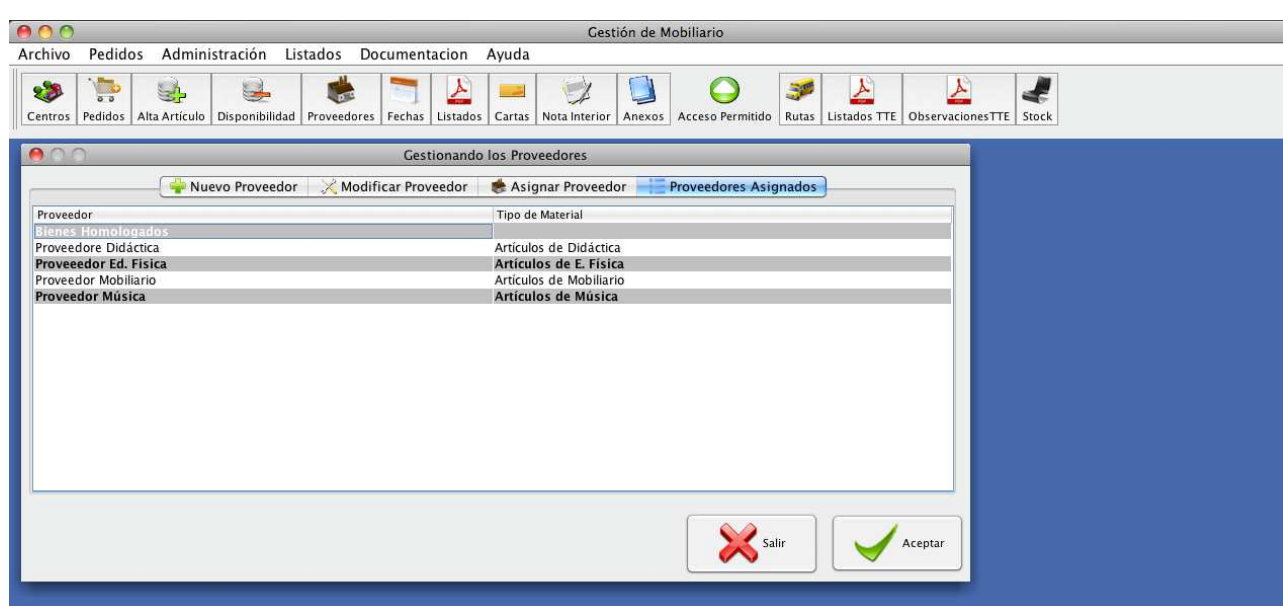 Gestión de Mobiliario
Archivo Pedidos Administración Listados Documentacion Ayuda
Centros Pedidos Alta Artículo Disponibilidad Proveedores Fechas Listados Cartas Nota Interior Anexos Acceso Permitido Rutas Listados TTE ObservacionesTTE Stock
Gestionando los Proveedores
Nuevo Proveedor Modificar Proveedor Asignar Proveedor Proveedores Asignados
Proveedor Tipo de Material
Bienes Homologados
Proveedore Didáctica Artículos de Didáctica
Proveeedor Ed. Fisica Artículos de E. Física
Proveedor Mobiliario Artículos de Mobiliario
Proveedor Música Artículos de Música
Salir Aceptar